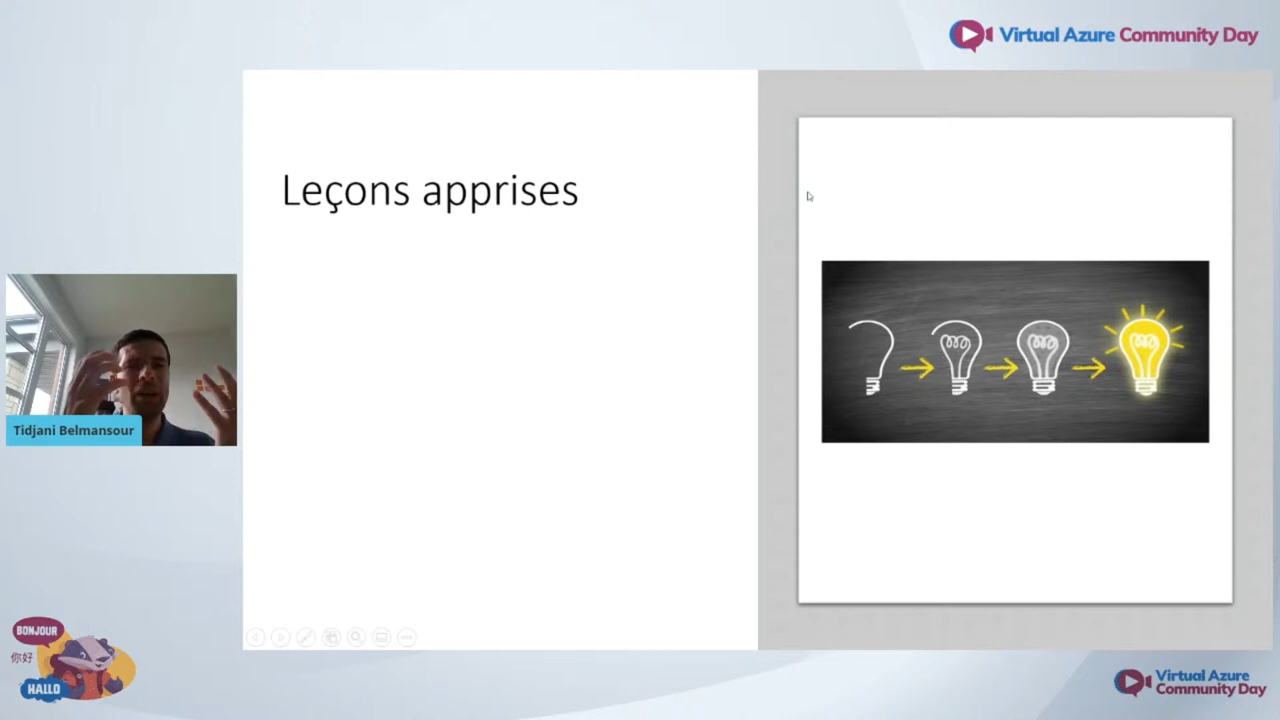 Virtual Azure Community Day
Leçons apprises
Tidjani Belmansour
BONJOUR
你好
HALLO
Virtual Azure
Community Day